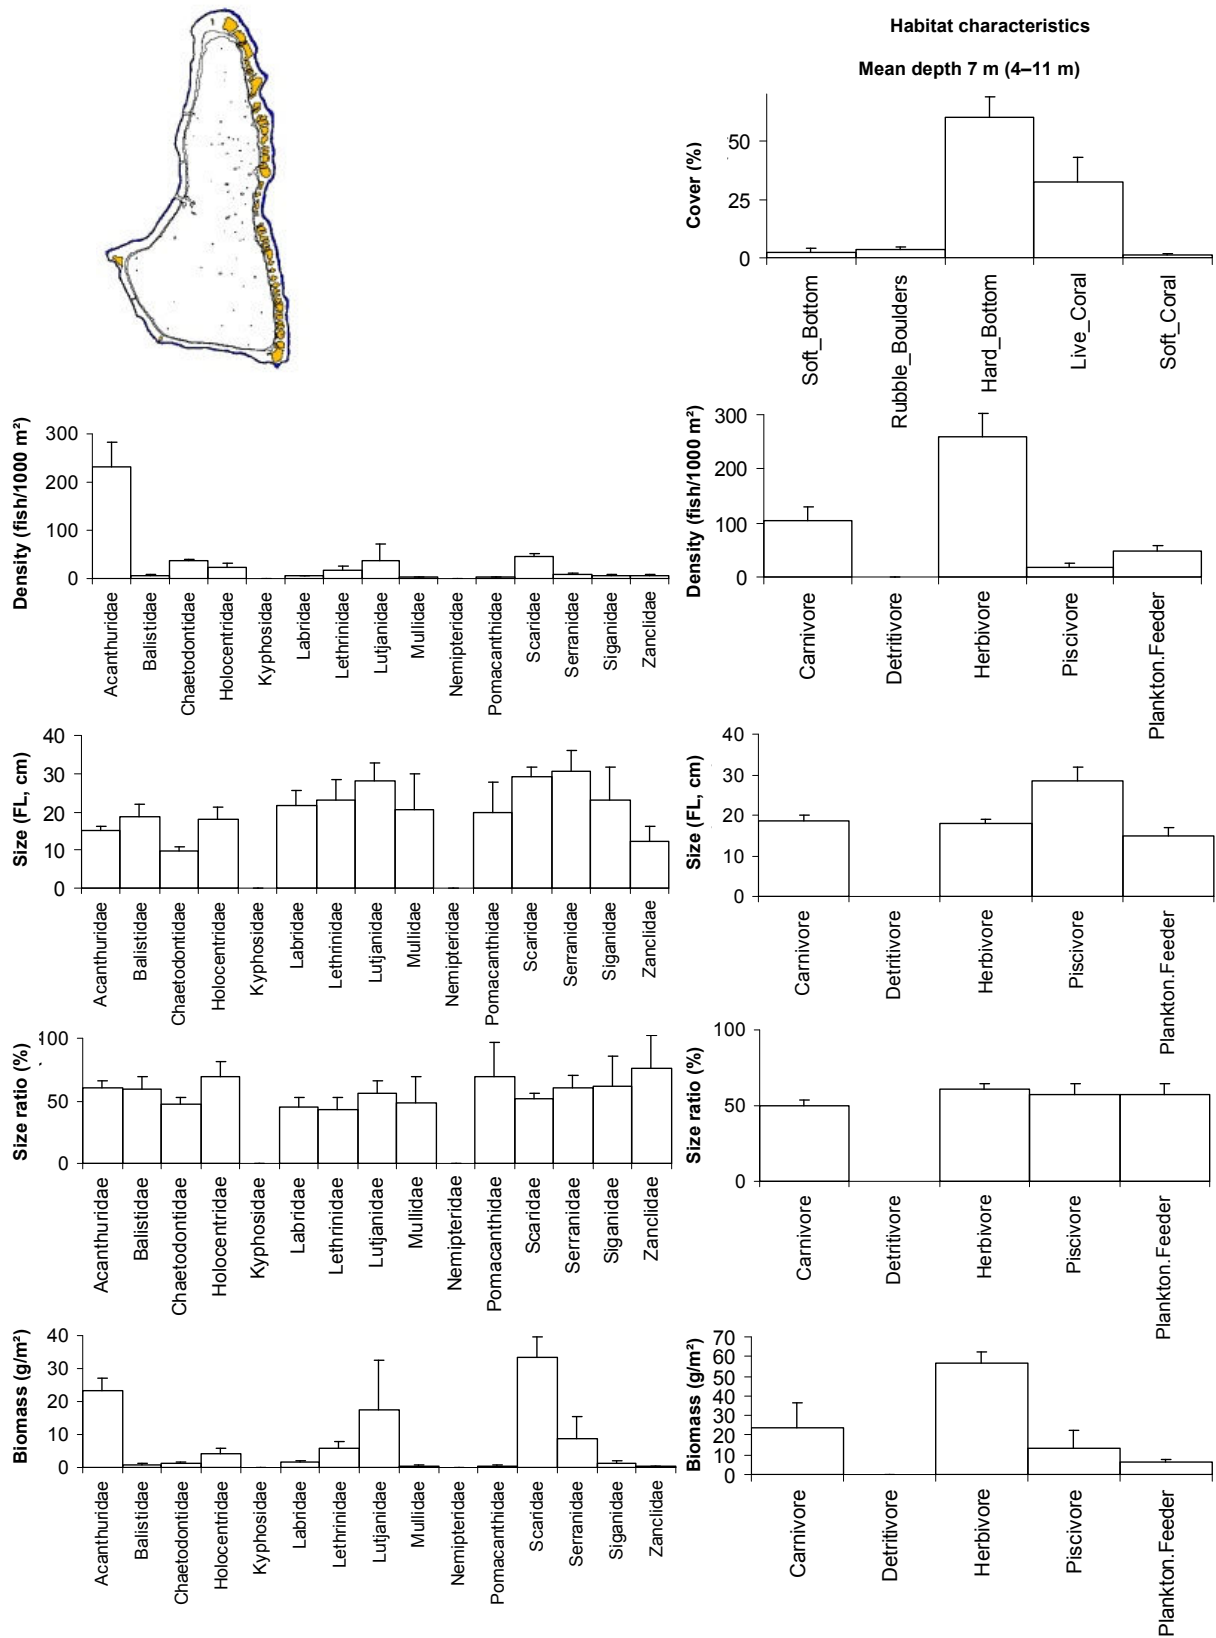 Habitat characteristics
Mean depth 7 m (4–11 m)
Cover (%)
50
25
0
Soft_Bottom
Rubble_Boulders
Hard_Bottom
Live_Coral
Soft_Coral
Density (fish/1000 m²)
300
200
100
0
Acanthuridae
Balistidae
Chaetodontidae
Holocentridae
Kyphosidae
Labridae
Lethrinidae
Lutjanidae
Mullidae
Nemipteridae
Pomacanthidae
Scaridae
Serranidae
Siganidae
Zanclidae
Density (fish/1000 m²)
300
200
100
0
Carnivore
Detritivore
Herbivore
Piscivore
Plankton.Feeder
Size (FL, cm)
40
30
20
10
0
Acanthuridae
Balistidae
Chaetodontidae
Holocentridae
Kyphosidae
Labridae
Lethrinidae
Lutjanidae
Mullidae
Nemipteridae
Pomacanthidae
Scaridae
Serranidae
Siganidae
Zanclidae
Size (FL, cm)
40
30
20
10
0
Carnivore
Detritivore
Herbivore
Piscivore
Plankton.Feeder
Size ratio (%)
100
50
0
Acanthuridae
Balistidae
Chaetodontidae
Holocentridae
Kyphosidae
Labridae
Lethrinidae
Lutjanidae
Mullidae
Nemipteridae
Pomacanthidae
Scaridae
Serranidae
Siganidae
Zanclidae
Size ratio (%)
100
50
0
Carnivore
Detritivore
Herbivore
Piscivore
Plankton.Feeder
Biomass (g/m²)
40
30
20
10
0
Acanthuridae
Balistidae
Chaetodontidae
Holocentridae
Kyphosidae
Labridae
Lethrinidae
Lutjanidae
Mullidae
Nemipteridae
Pomacanthidae
Scaridae
Serranidae
Siganidae
Zanclidae
Biomass (g/m²)
70
60
50
40
30
20
10
0
Carnivore
Detritivore
Herbivore
Piscivore
Plankton.Feeder